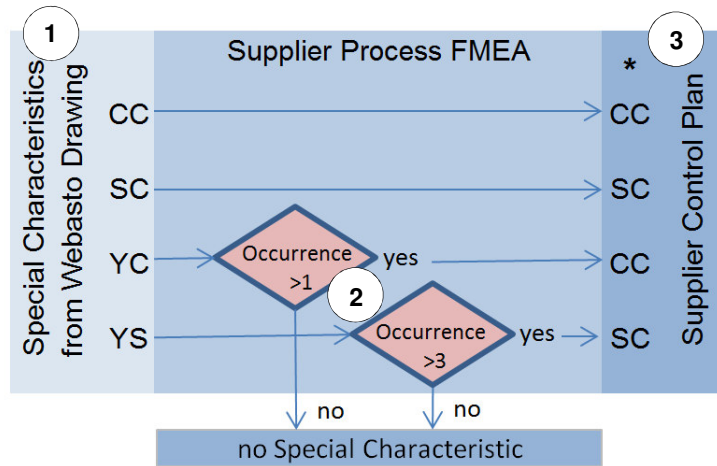 1
Supplier Process FMEA
3
Special Characteristics
from Webasto Drawing
*
Supplier Control Plan
CC
CC
SC
SC
YC
Occurrence
>1
yes
CC
2
YS
Occurrence
>3
yes
SC
no
no
no Special Characteristic